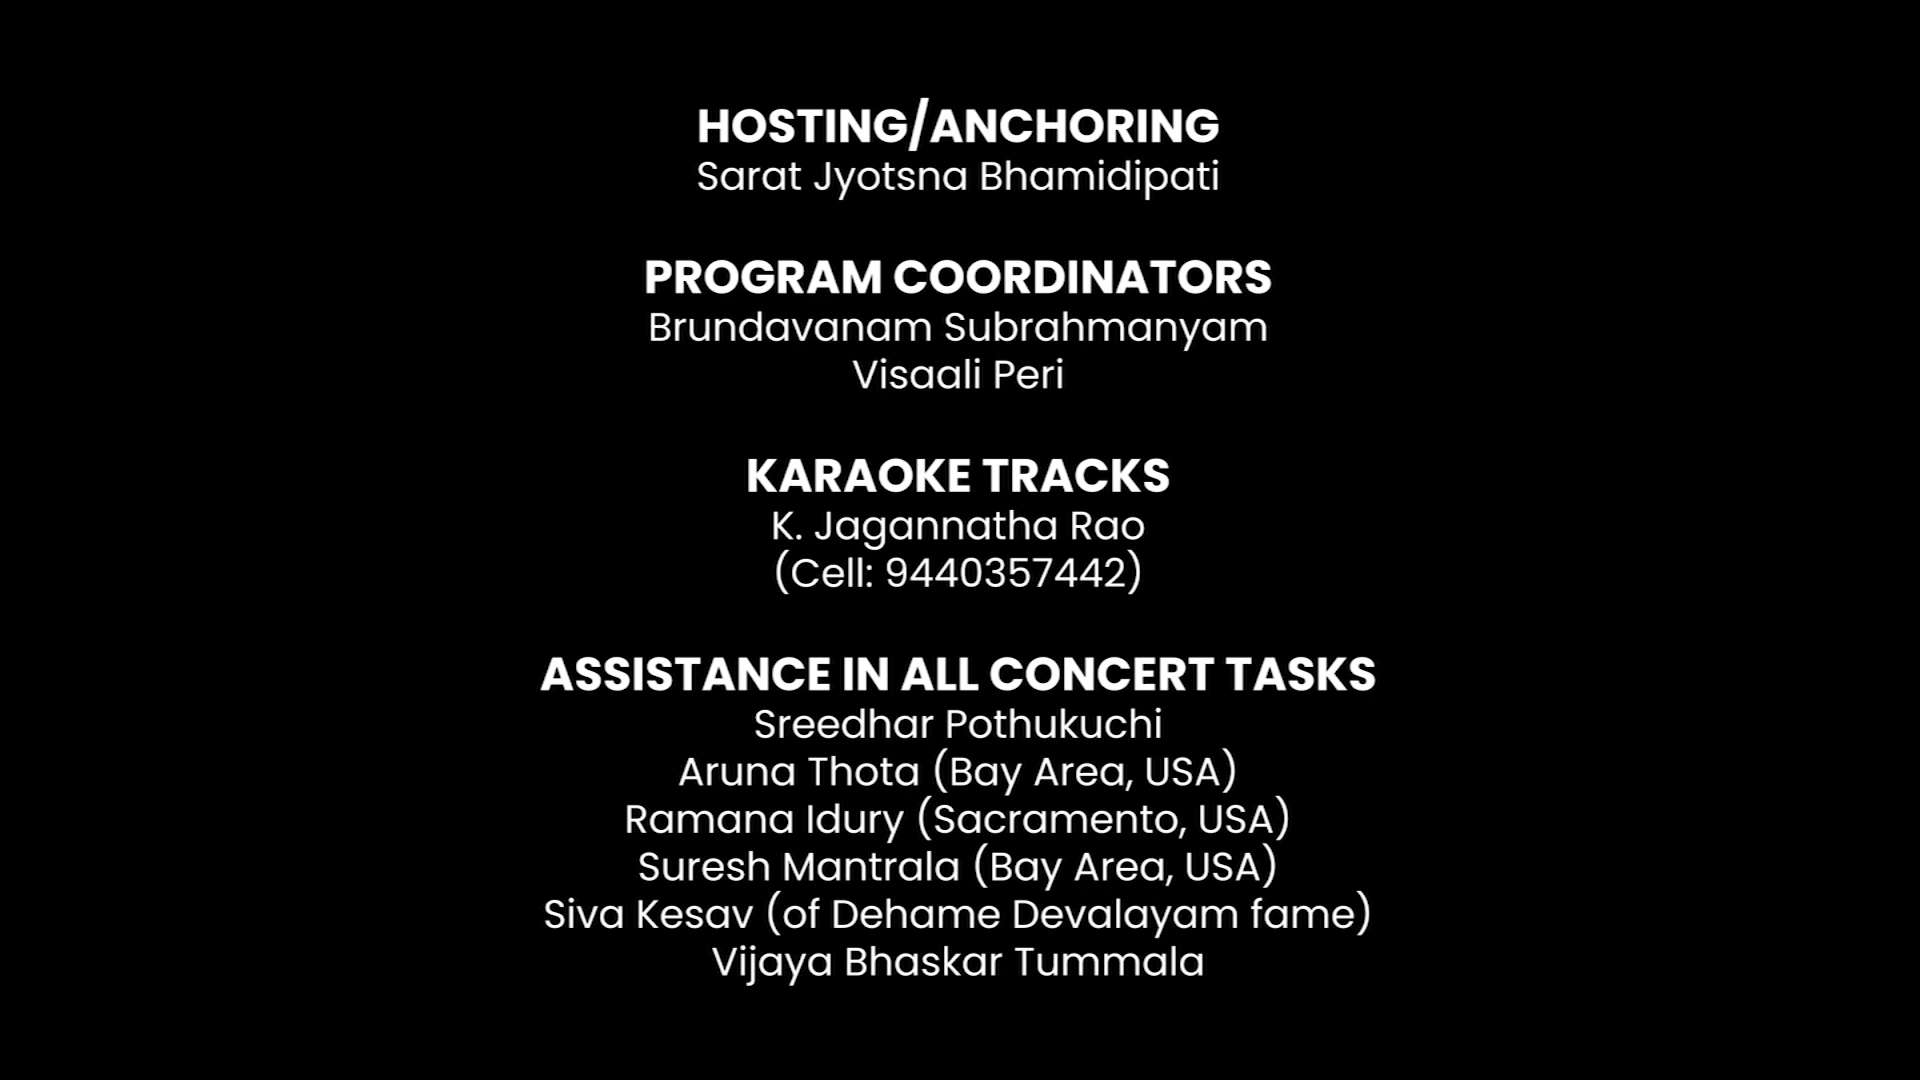 HOSTING/ANCHORING
Sarat Jyotsna Bhamidipati
PROGRAM COORDINATORS
Brundavanam Subrahmanyam
Visaali Peri
KARAOKE TRACKS
K. Jagannatha Rao
(Cell: 9440357442)
ASSISTANCE IN ALL CONCERT TASKS
Sreedhar Pothukuchi
Aruna Thota (Bay Area, USA)
Ramana Idury (Sacramento, USA)
Suresh Mantrala (Bay Area, USA)
Siva Kesav (of Dehame Devalayam fame)
Vijaya Bhaskar Tummala